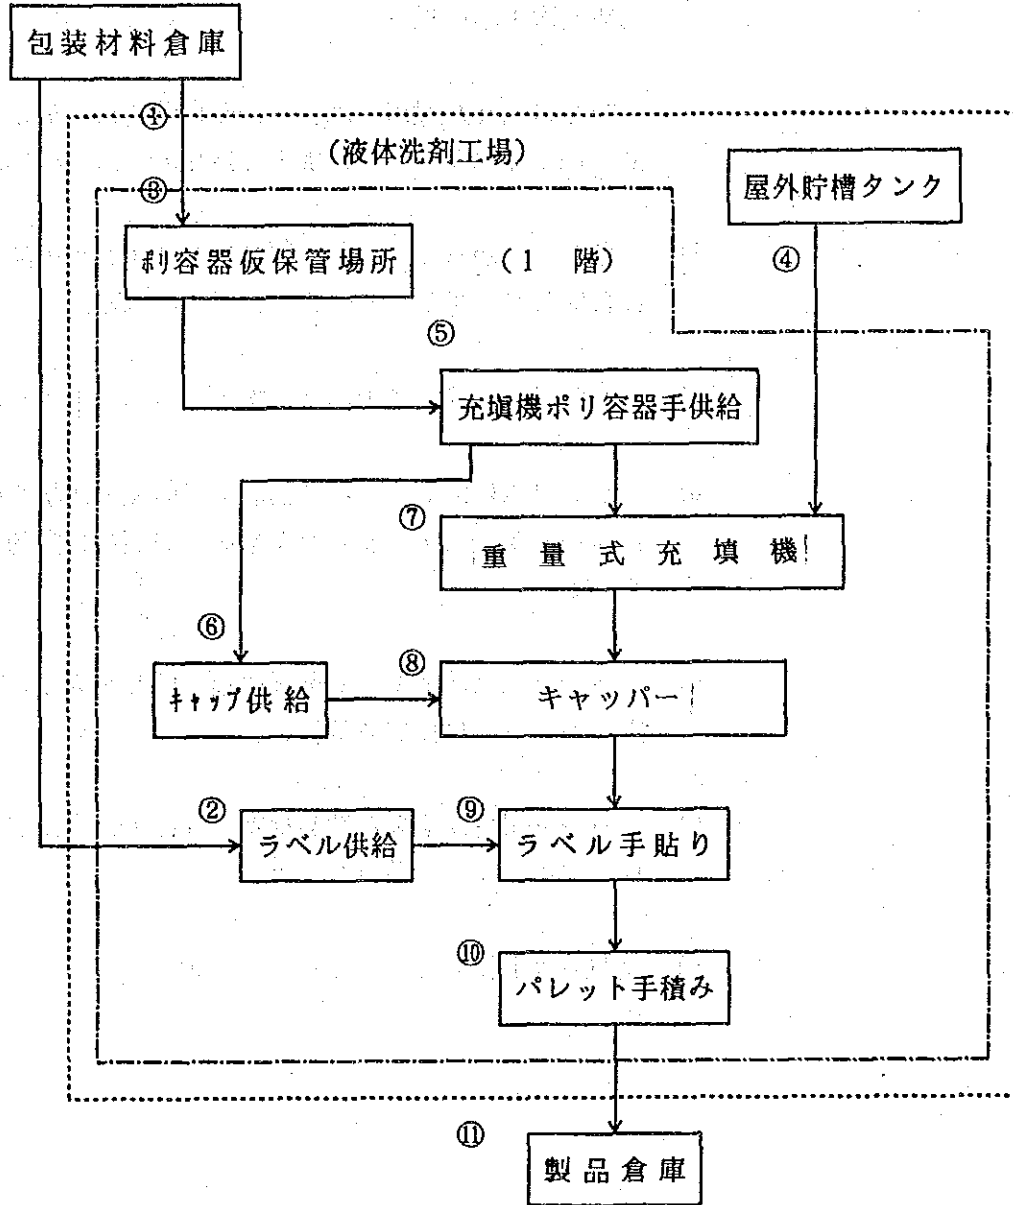 包装材料倉庫
①
(液体洗剤工場)
③
屋外貯槽タンク
ポリ容器仮保管場所
(1 階)
④
⑤
充塡機ポリ容器手供給
⑦
重量式充塡機
⑥
⑧
キャップ供給
キャッパー
②
⑨
ラベル供給
ラベル手貼り
⑩
パレット手積み
⑪
製品倉庫